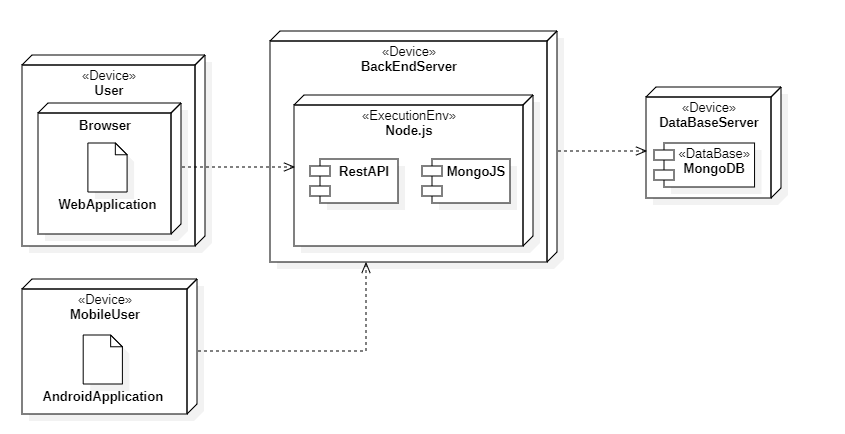 «Device»
User
Browser
WebApplication
«Device»
BackEndServer
«ExecutionEnv»
Node.js
RestAPI
MongoJS
«Device»
DataBaseServer
«DataBase»
MongoDB
«Device»
MobileUser
AndroidApplication